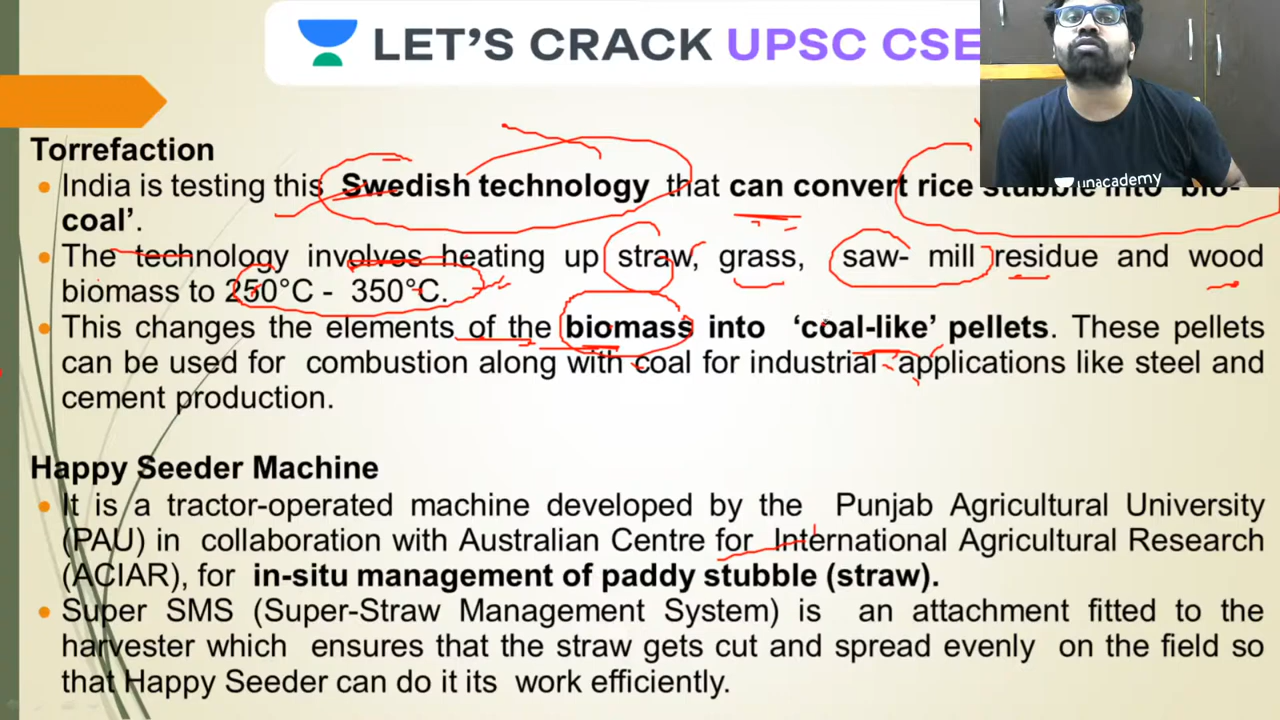 LET'S CRACK UPSC CSE
unacademy
Torrefaction
India is testing this Swedish technology that can convert rice stubble into 'bio-
coal'.
The technology involves heating up straw, grass, saw- mill residue and wood
biomass to 250°C - 350°C.
This changes the elements of the biomass into 'coal-like' pellets. These pellets
can be used for combustion along with coal for industrial applications like steel and
cement production.
Happy Seeder Machine
It is a tractor-operated machine developed by the Punjab Agricultural University
(PAU) in collaboration with Australian Centre for International Agricultural Research
(ACIAR), for in-situ management of paddy stubble (straw).
Super SMS (Super-Straw Management System) is an attachment fitted to the
harvester which ensures that the straw gets cut and spread evenly on the field so
that Happy Seeder can do it its work efficiently.